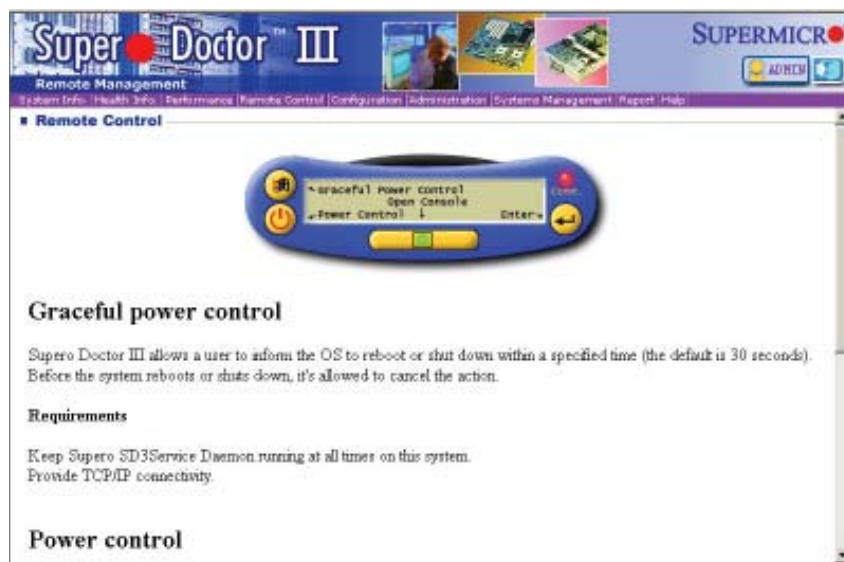 Super Doctor™ III
SUPERMICR
Remote Management
ADMIN
System Info Health Info Performance Remote Control Configuration Administration Systems Management Report Help
Remote Control
Graceful Power Control
Open Console
Power Control ↓ Enter
Comm.
Graceful power control
Supero Doctor III allows a user to inform the OS to reboot or shut down within a specified time (the default is 30 seconds).
Before the system reboots or shuts down, it's allowed to cancel the action.
Requirements
Keep Supero SD3Service Daemon running at all times on this system.
Provide TCP/IP connectivity.
Power control